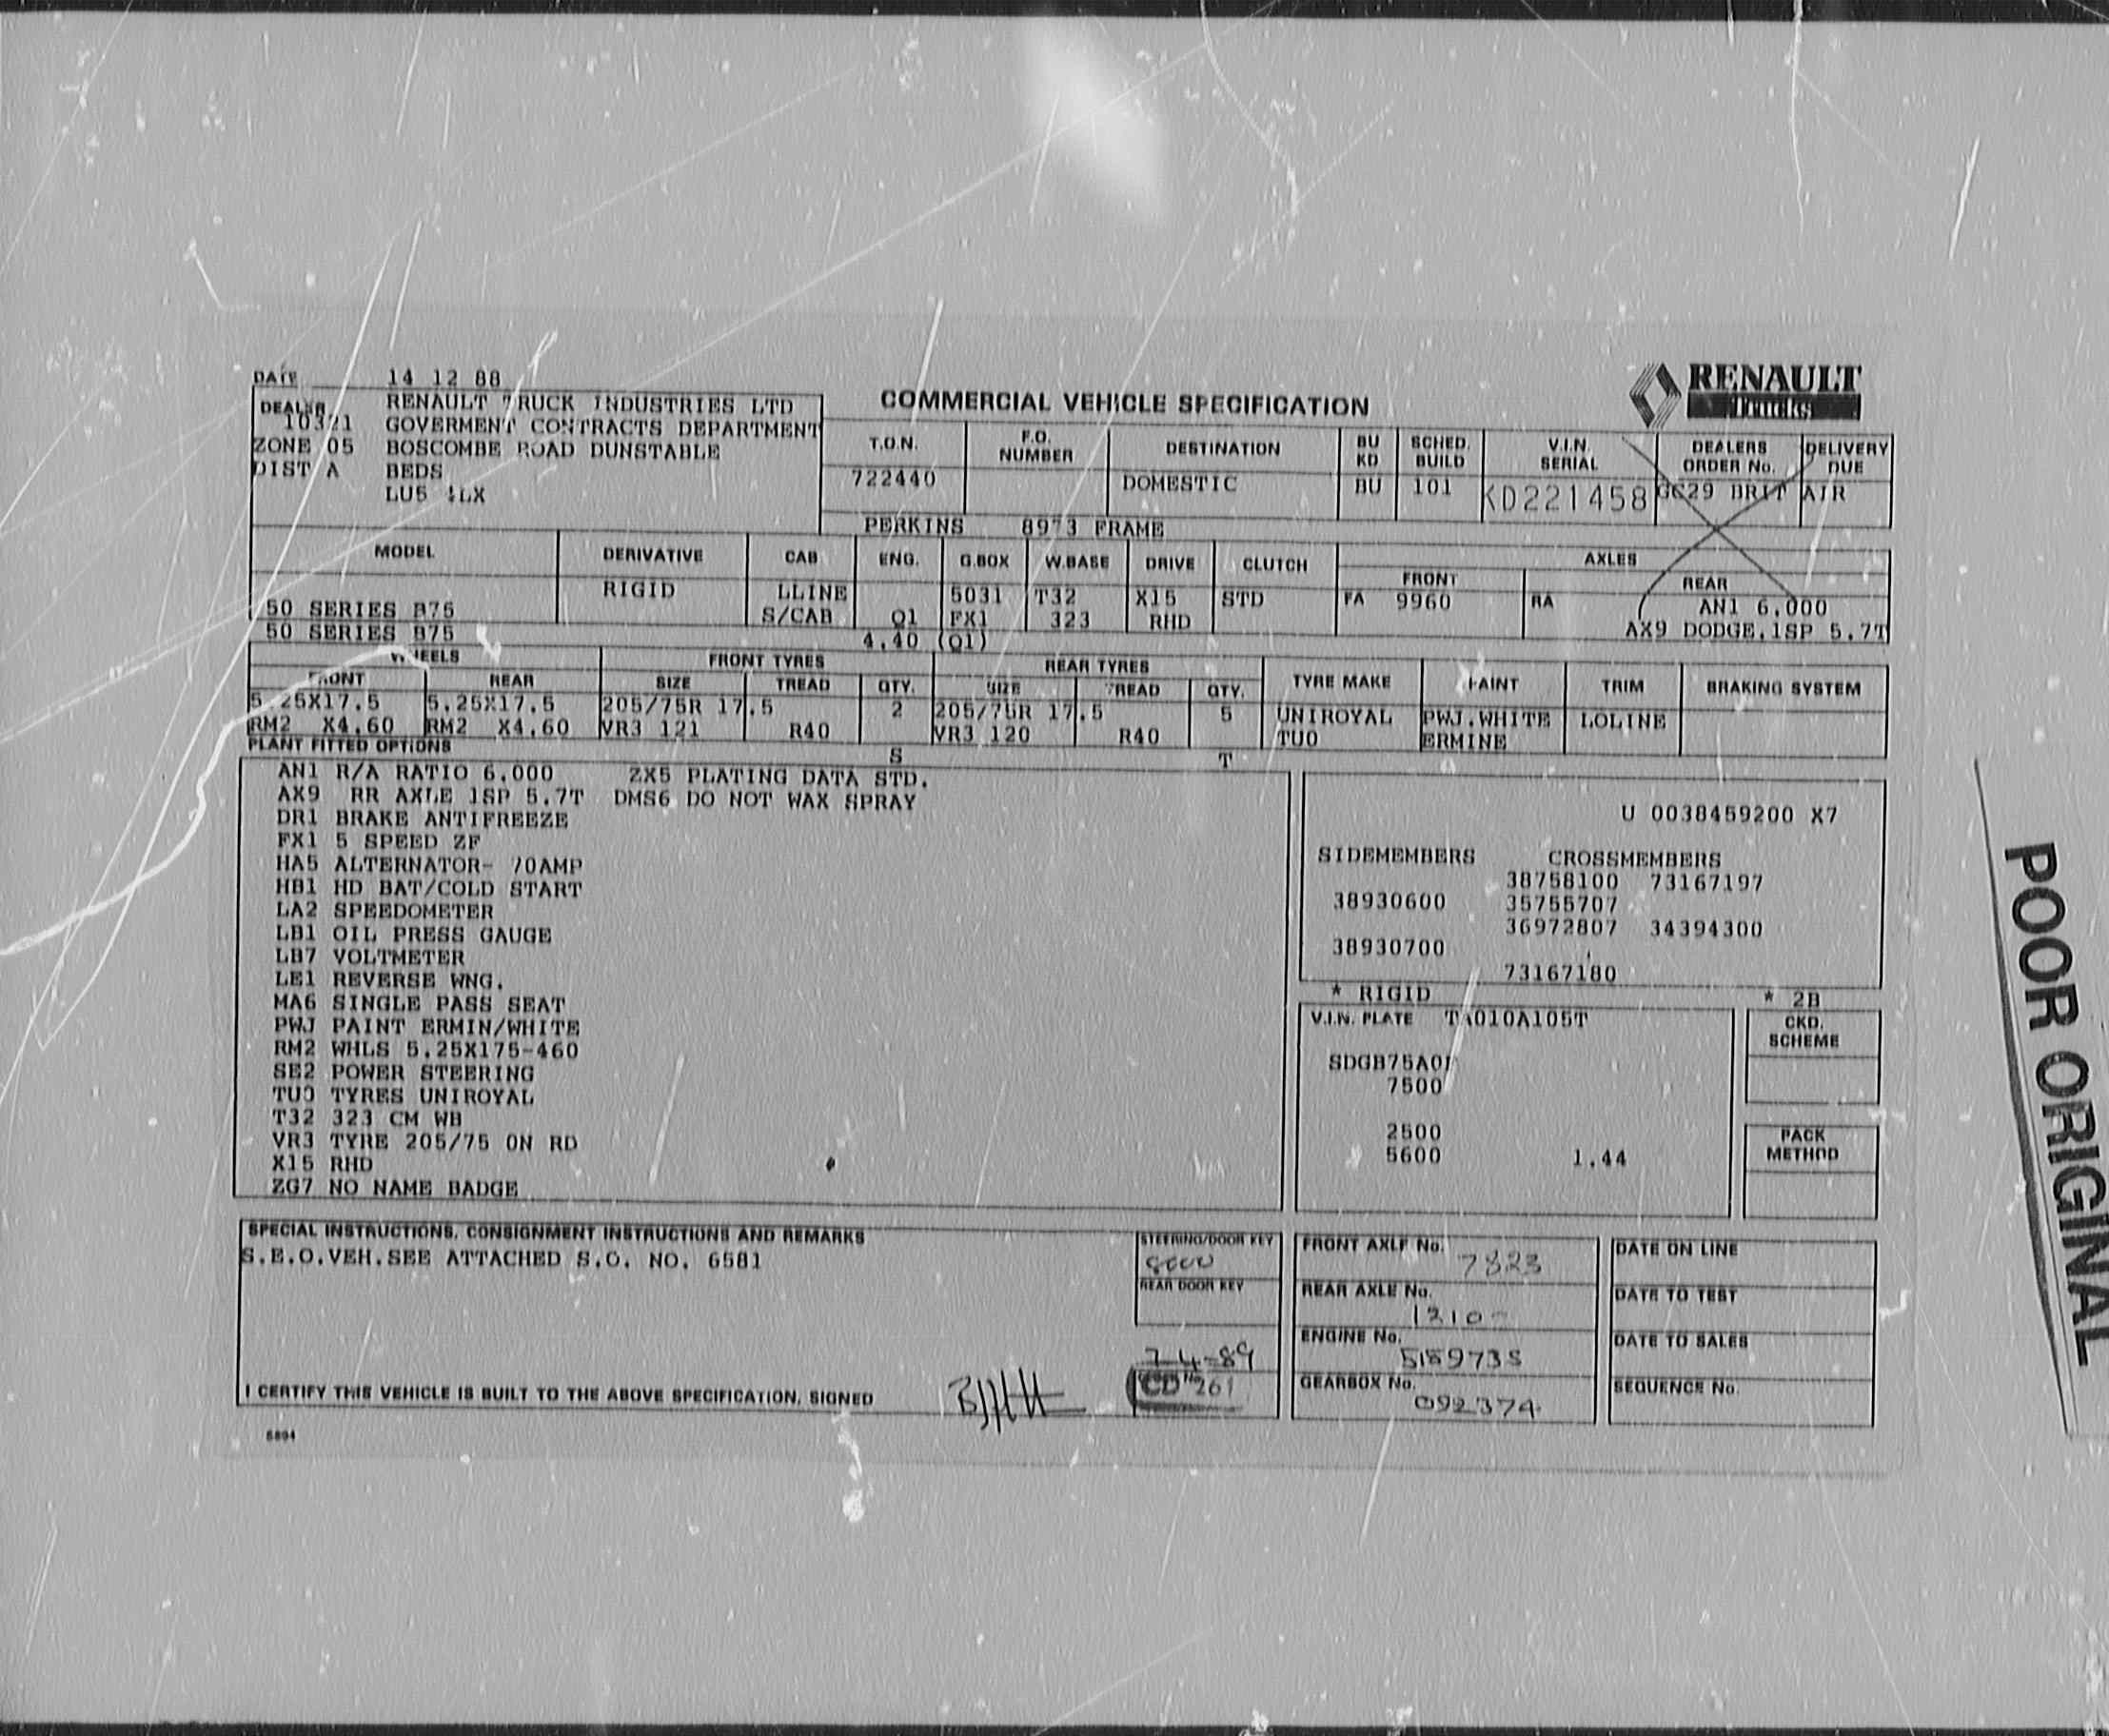 DATE 14 12 88
RENAULT Trucks
DEALER RENAULT TRUCK INDUSTRIES LTD
10321 GOVERMENT CONTRACTS DEPARTMENT
ZONE 05 BOSCOMBE ROAD DUNSTABLE
DIST A BEDS
LU5 LX
COMMERCIAL VEHICLE SPECIFICATION
T.O.N. F.O. NUMBER DESTINATION BU KD SCHED. BUILD V.I.N. SERIAL DEALERS ORDER No. DELIVERY DUE
722440 DOMESTIC BU 101 KD221458 GC29 BRIT AIR
PERKINS 8973 FRAME
MODEL DERIVATIVE CAB ENG. G.BOX W.BASE DRIVE CLUTCH AXLES
FRONT REAR
RIGID LLINE 5031 T32 X15 STD FA 9960 RA AN1 6,000
50 SERIES B75 S/CAB Q1 FX1 323 RHD AX9 DODGE,1SP 5.7T
50 SERIES B75 4.40 (Q1)
WHEELS FRONT TYRES REAR TYRES TYRE MAKE PAINT TRIM BRAKING SYSTEM
FRONT REAR SIZE TREAD QTY. SIZE TREAD QTY.
5.25X17.5 5.25X17.5 205/75R 17.5 2 205/75R 17.5 5 UNIROYAL PWJ.WHITE LOLINE
RM2 X4.60 RM2 X4.60 VR3 121 R40 VR3 120 R40 TUO ERMINE
PLANT FITTED OPTIONS S T
AN1 R/A RATIO 6.000 ZX5 PLATING DATA STD.
AX9 RR AXLE 1SP 5.7T DMS6 DO NOT WAX SPRAY
DR1 BRAKE ANTIFREEZE
FX1 5 SPEED ZF
HA5 ALTERNATOR- 70AMP
HB1 HD BAT/COLD START
LA2 SPEEDOMETER
LB1 OIL PRESS GAUGE
LB7 VOLTMETER
LE1 REVERSE WNG.
MA6 SINGLE PASS SEAT
PWJ PAINT ERMIN/WHITE
RM2 WHLS 5.25X175-460
SE2 POWER STEERING
TUO TYRES UNIROYAL
T32 323 CM WB
VR3 TYRE 205/75 ON RD
X15 RHD
ZG7 NO NAME BADGE
U 0038459200 X7
SIDEMEMBERS CROSSMEMBERS
38758100 73167197
38930600 35755707
36972807 34394300
38930700
73167180
* RIGID * 2B
V.I.N. PLATE TA010A105T
SDGB75A0
7500
2500
5600 1.44
CKD. SCHEME
PACK METHOD
SPECIAL INSTRUCTIONS, CONSIGNMENT INSTRUCTIONS AND REMARKS
S.E.O.VEH.SEE ATTACHED S.O. NO. 6581
STEERING/DOOR KEY
REAR DOOR KEY
7-4-89
CD No 261
I CERTIFY THIS VEHICLE IS BUILT TO THE ABOVE SPECIFICATION, SIGNED
FRONT AXLE No. 7823
REAR AXLE No.
ENGINE No.
GEARBOX No. 092374
DATE ON LINE
DATE TO TEST
DATE TO SALES
SEQUENCE No.
5894
POOR ORIGINAL